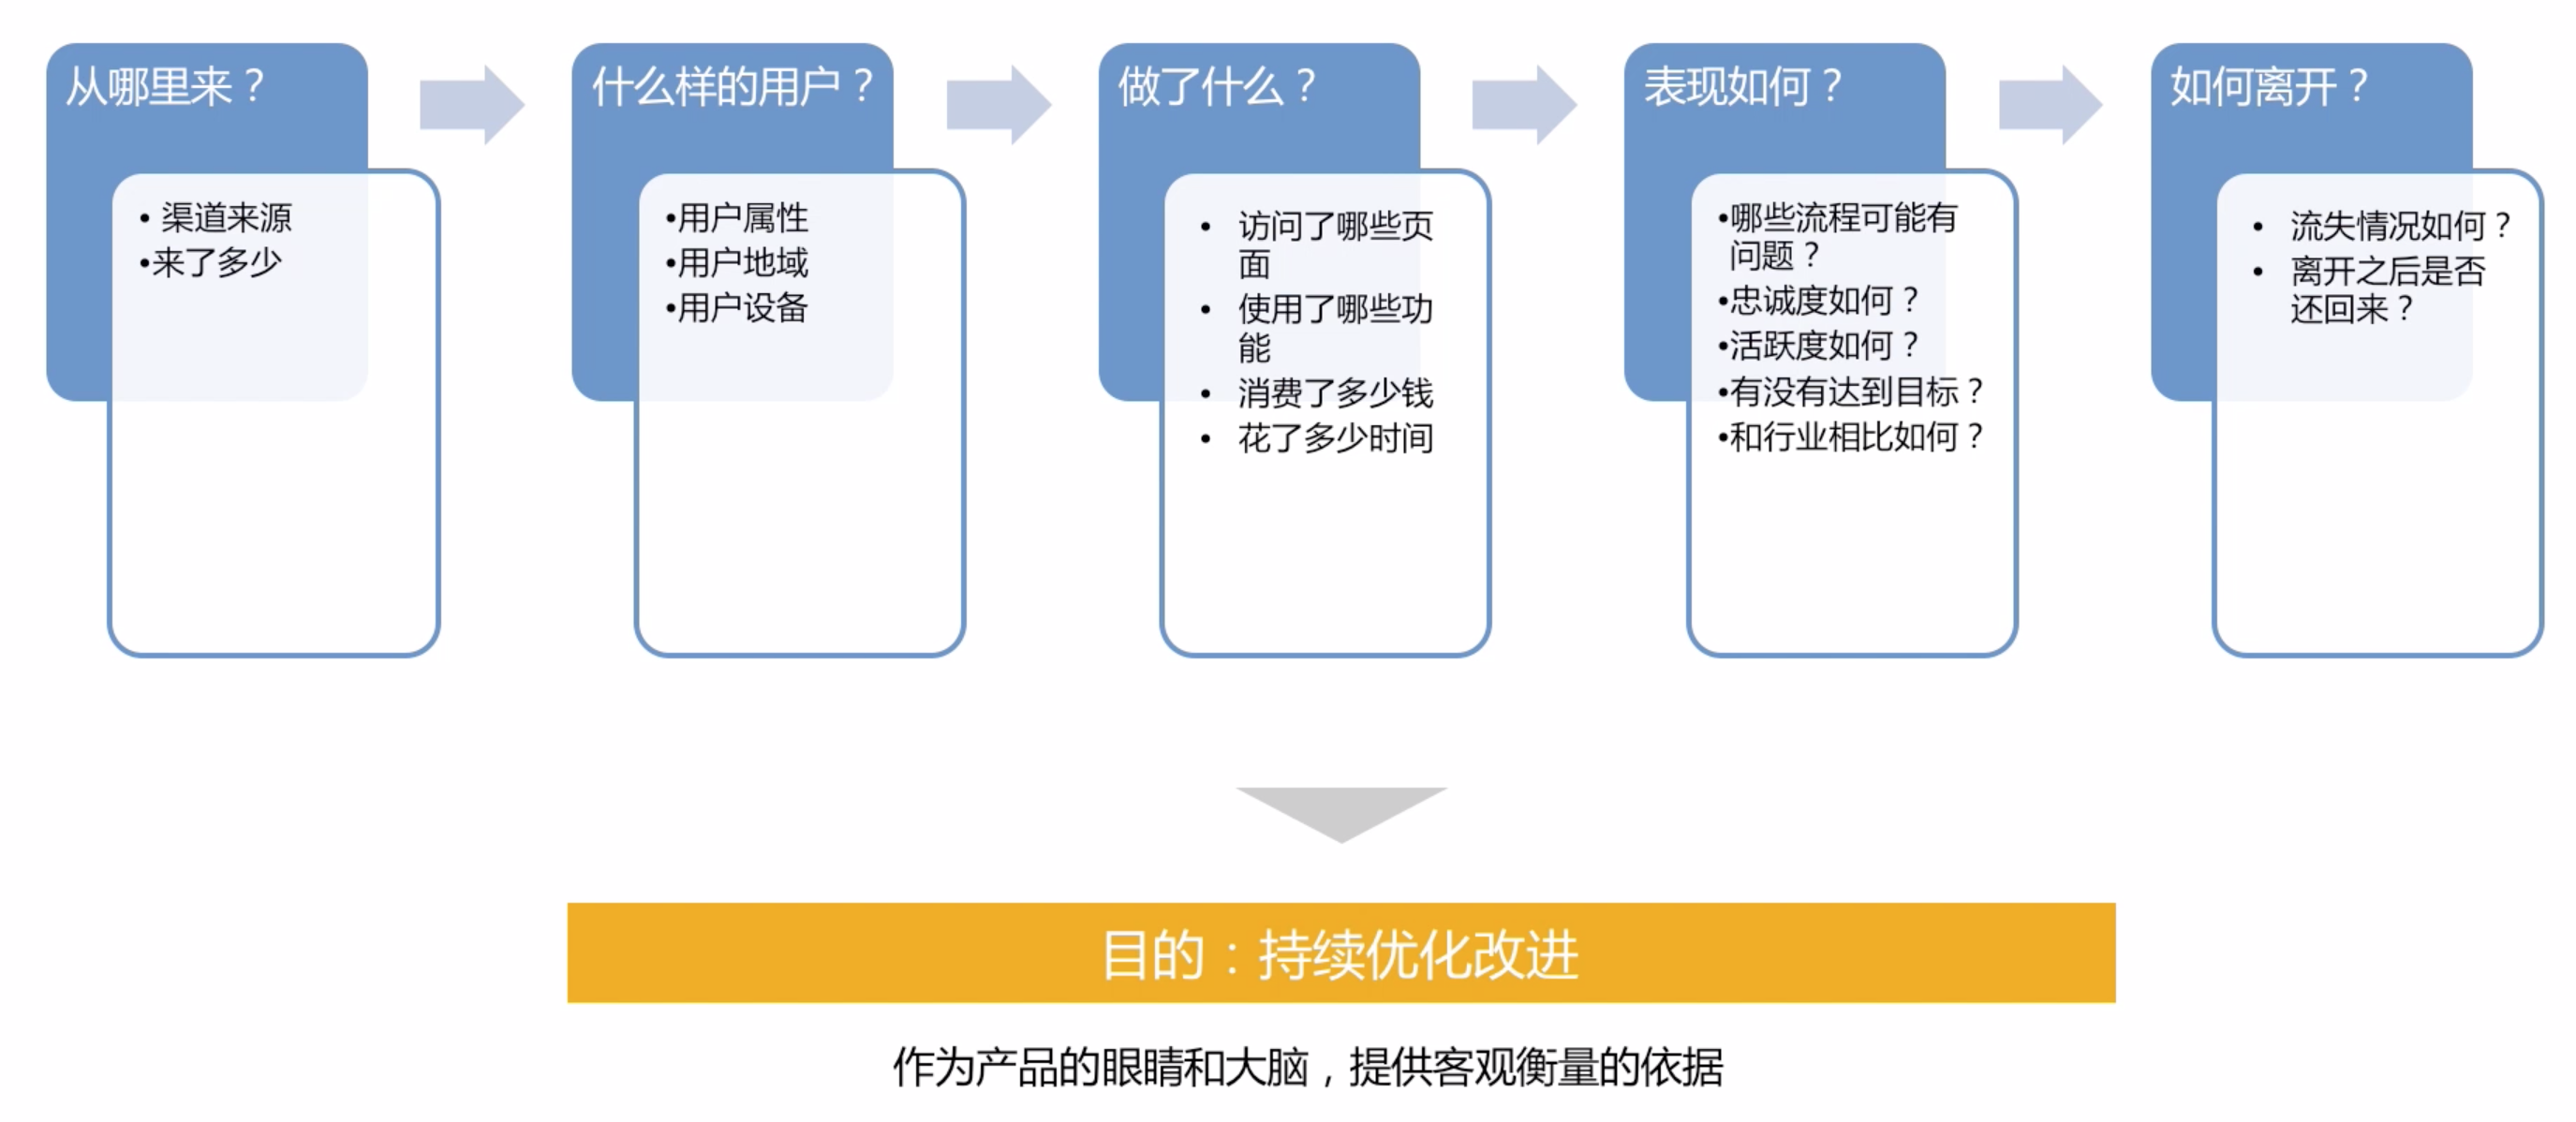 从哪里来？
• 渠道来源
•来了多少
什么样的用户？
•用户属性
•用户地域
•用户设备
做了什么？
• 访问了哪些页
面
• 使用了哪些功
能
• 消费了多少钱
• 花了多少时间
表现如何？
•哪些流程可能有
问题？
•忠诚度如何？
•活跃度如何？
•有没有达到目标？
•和行业相比如何？
如何离开？
• 流失情况如何？
• 离开之后是否
还回来？
目的：持续优化改进
作为产品的眼睛和大脑，提供客观衡量的依据